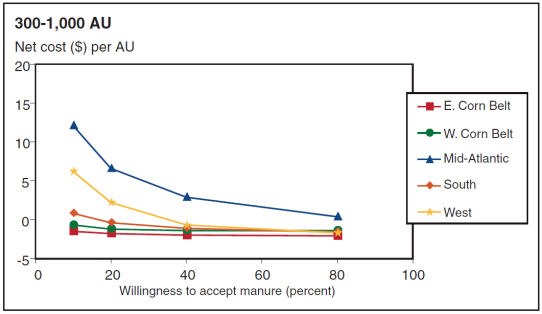 300-1,000 AU
Net cost ($) per AU
20
15
10
5
0
-5
0 20 40 60 80 100
Willingness to accept manure (percent)
E. Corn Belt
W. Corn Belt
Mid-Atlantic
South
West